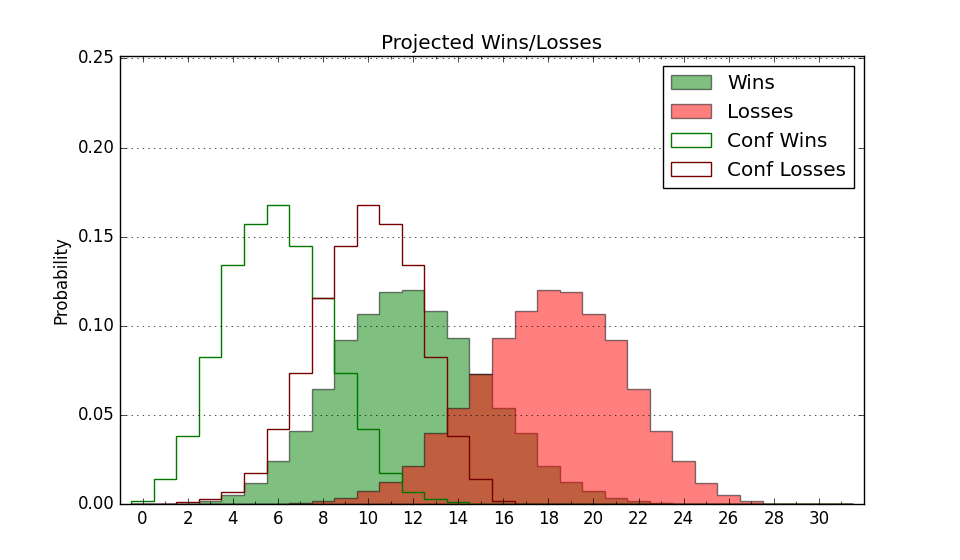 Projected Wins/Losses
0.25
0.20
0.15
0.10
0.05
0.00
Probability
Wins
Losses
Conf Wins
Conf Losses
0 2 4 6 8 10 12 14 16 18 20 22 24 26 28 30